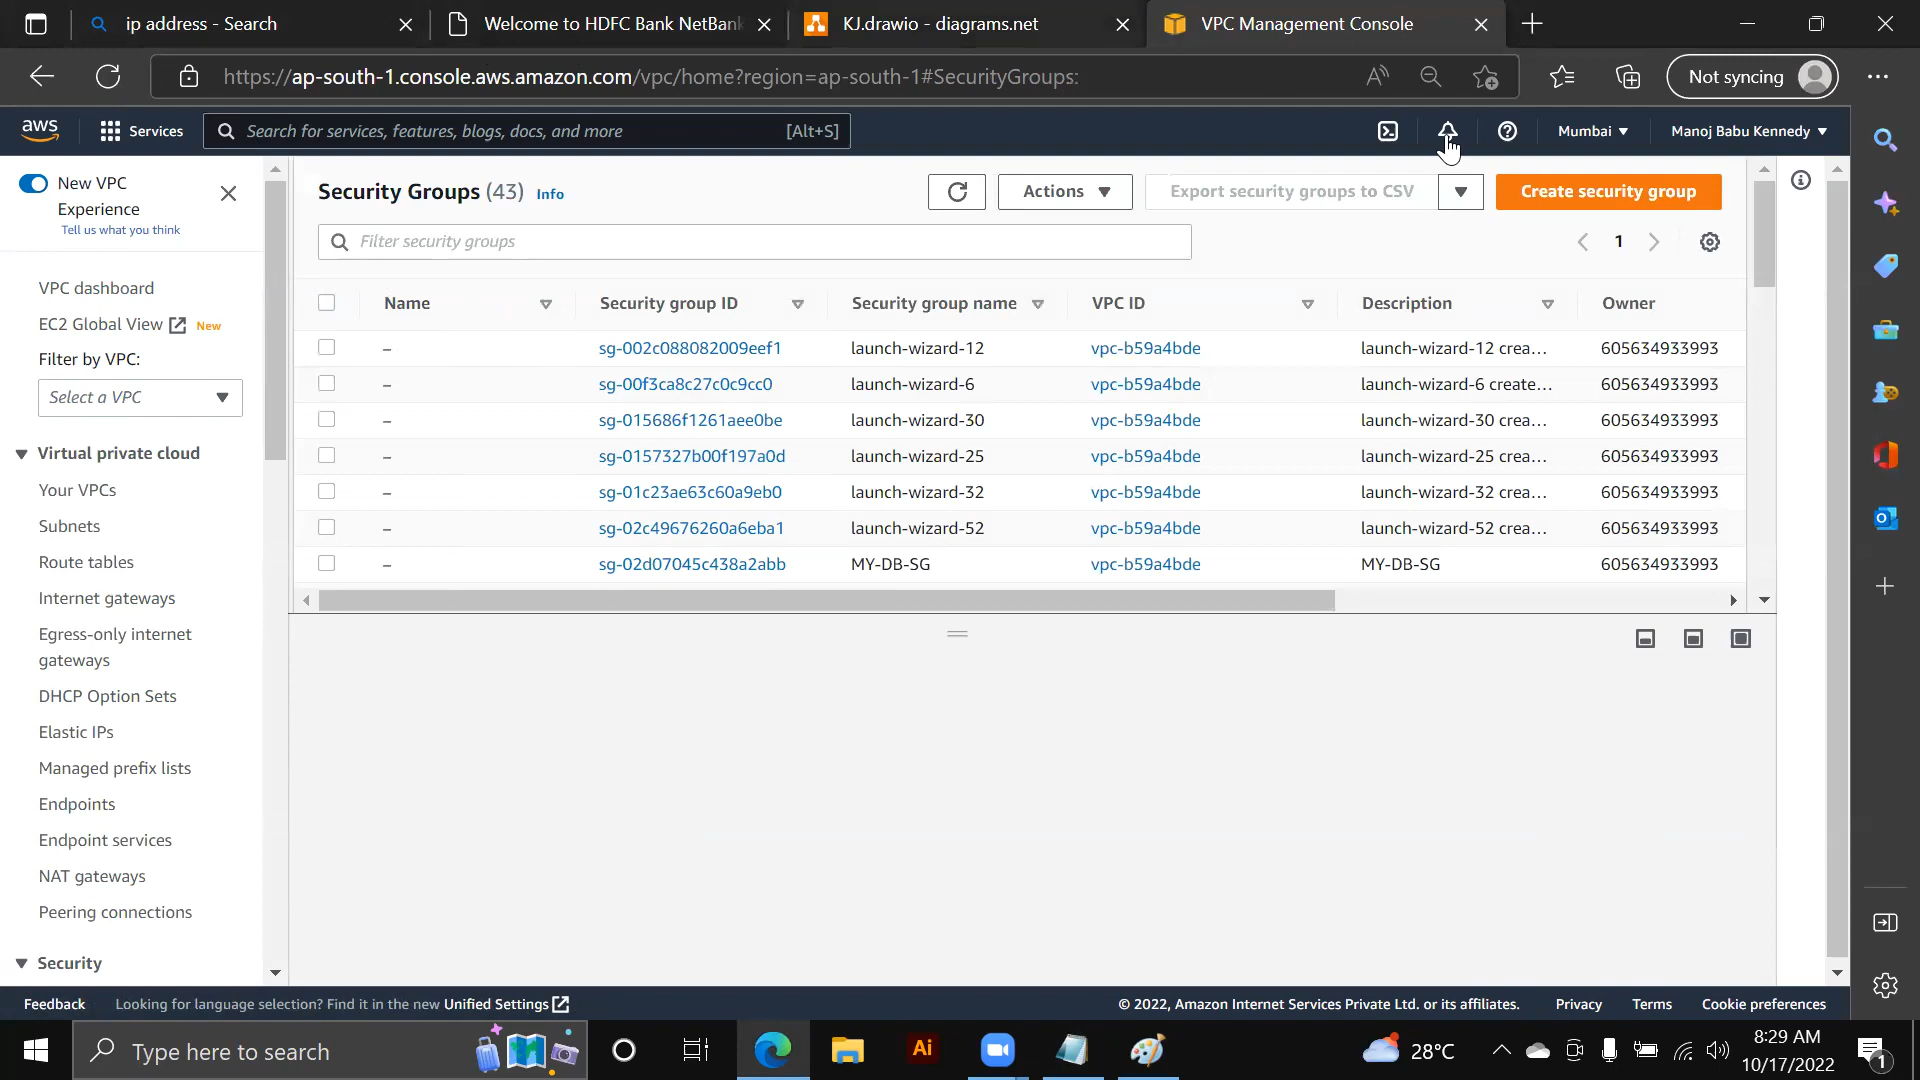 ip address - Search
Welcome to HDFC Bank NetBank
KJ.drawio - diagrams.net
VPC Management Console
https://ap-south-1.console.aws.amazon.com/vpc/home?region=ap-south-1#SecurityGroups:
Not syncing
aws
Services
Search for services, features, blogs, docs, and more
[Alt+S]
Mumbai
Manoj Babu Kennedy
New VPC
Experience
Tell us what you think
VPC dashboard
EC2 Global View New
Filter by VPC:
Select a VPC
Virtual private cloud
Your VPCs
Subnets
Route tables
Internet gateways
Egress-only internet
gateways
DHCP Option Sets
Elastic IPs
Managed prefix lists
Endpoints
Endpoint services
NAT gateways
Peering connections
Security
Security Groups (43) Info
Actions
Export security groups to CSV
Create security group
Filter security groups
1
Name Security group ID Security group name VPC ID Description Owner
– sg-002c088082009eef1 launch-wizard-12 vpc-b59a4bde launch-wizard-12 crea... 605634933993
– sg-00f3ca8c27c0c9cc0 launch-wizard-6 vpc-b59a4bde launch-wizard-6 create... 605634933993
– sg-015686f1261aee0be launch-wizard-30 vpc-b59a4bde launch-wizard-30 crea... 605634933993
– sg-0157327b00f197a0d launch-wizard-25 vpc-b59a4bde launch-wizard-25 crea... 605634933993
– sg-01c23ae63c60a9eb0 launch-wizard-32 vpc-b59a4bde launch-wizard-32 crea... 605634933993
– sg-02c49676260a6eba1 launch-wizard-52 vpc-b59a4bde launch-wizard-52 crea... 605634933993
– sg-02d07045c438a2abb MY-DB-SG vpc-b59a4bde MY-DB-SG 605634933993
Feedback
Looking for language selection? Find it in the new Unified Settings
© 2022, Amazon Internet Services Private Ltd. or its affiliates.
Privacy
Terms
Cookie preferences
Type here to search
Ai
28°C
8:29 AM
10/17/2022
1